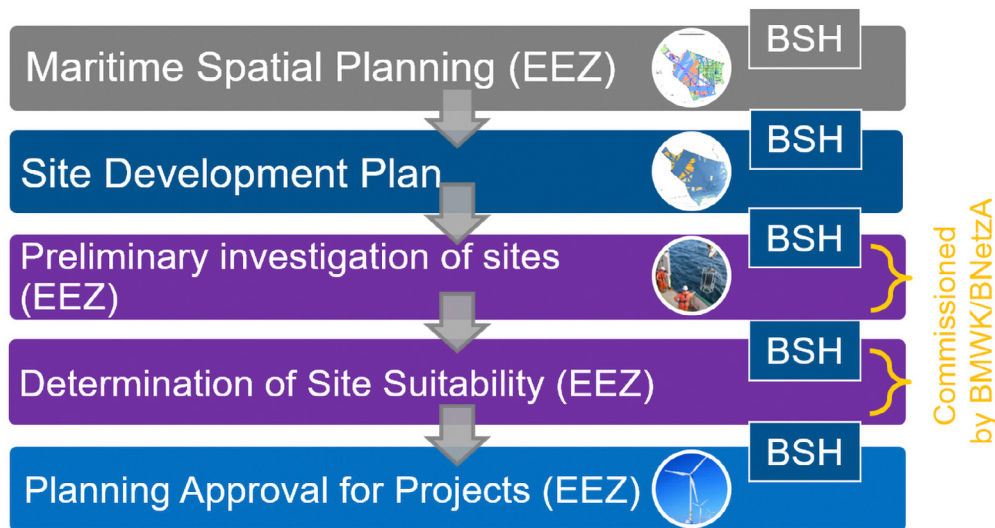 BSH
Maritime Spatial Planning (EEZ)
BSH
Site Development Plan
BSH
Preliminary investigation of sites
(EEZ)
BSH
Determination of Site Suitability (EEZ)
BSH
Planning Approval for Projects (EEZ)
Commissioned
by BMWK/BNetzA